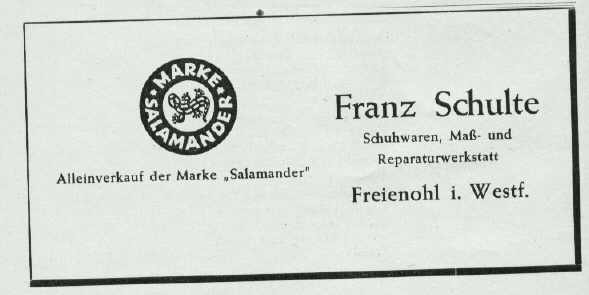 MARKE
SALAMANDER
Alleinverkauf der Marke „Salamander"
Franz Schulte
Schuhwaren, Maß- und
Reparaturwerkstatt
Freienohl i. Westf.